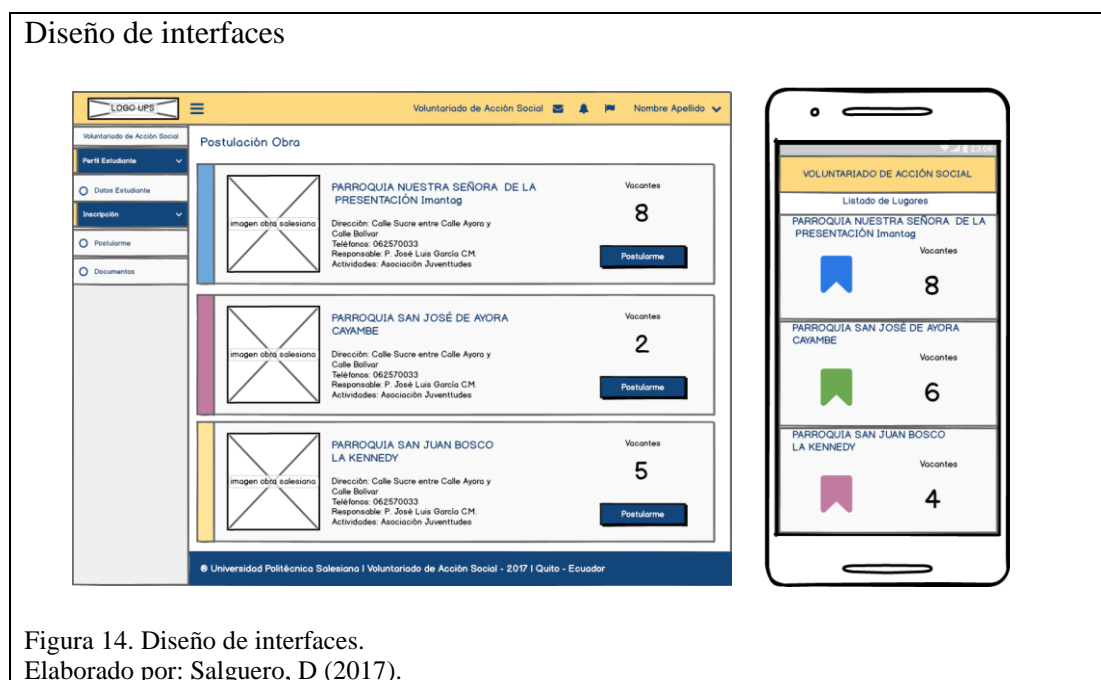 Diseño de interfaces
LOGO UPS
Voluntariado de Acción Social
Nombre Apellido
Voluntariado de Acción Social
Perfil Estudiante
Datos Estudiante
Inscripción
Postularme
Documentos
Postulación Obra
imagen obra salesiana
PARROQUIA NUESTRA SEÑORA DE LA
PRESENTACIÓN Imantag
Dirección: Calle Sucre entre Calle Ayora y
Calle Bolivar
Teléfonos: 062570033
Responsable: P. José Luis García C.M.
Actividades: Asociación Juventtudes
Vacantes
8
Postularme
imagen obra salesiana
PARROQUIA SAN JOSÉ DE AYORA
CAYAMBE
Dirección: Calle Sucre entre Calle Ayora y
Calle Bolivar
Teléfonos: 062570033
Responsable: P. José Luis García C.M.
Actividades: Asociación Juventtudes
Vacantes
2
Postularme
imagen obra salesiana
PARROQUIA SAN JUAN BOSCO
LA KENNEDY
Dirección: Calle Sucre entre Calle Ayora y
Calle Bolivar
Teléfonos: 062570033
Responsable: P. José Luis García C.M.
Actividades: Asociación Juventtudes
Vacantes
5
Postularme
® Universidad Politécnica Salesiana | Voluntariado de Acción Social - 2017 | Quito - Ecuador
23:06
VOLUNTARIADO DE ACCIÓN SOCIAL
Listado de Lugares
PARROQUIA NUESTRA SEÑORA DE LA
PRESENTACIÓN Imantag
Vacantes
8
PARROQUIA SAN JOSÉ DE AYORA
CAYAMBE
Vacantes
6
PARROQUIA SAN JUAN BOSCO
LA KENNEDY
Vacantes
4
Figura 14. Diseño de interfaces.
Elaborado por: Salguero, D (2017).